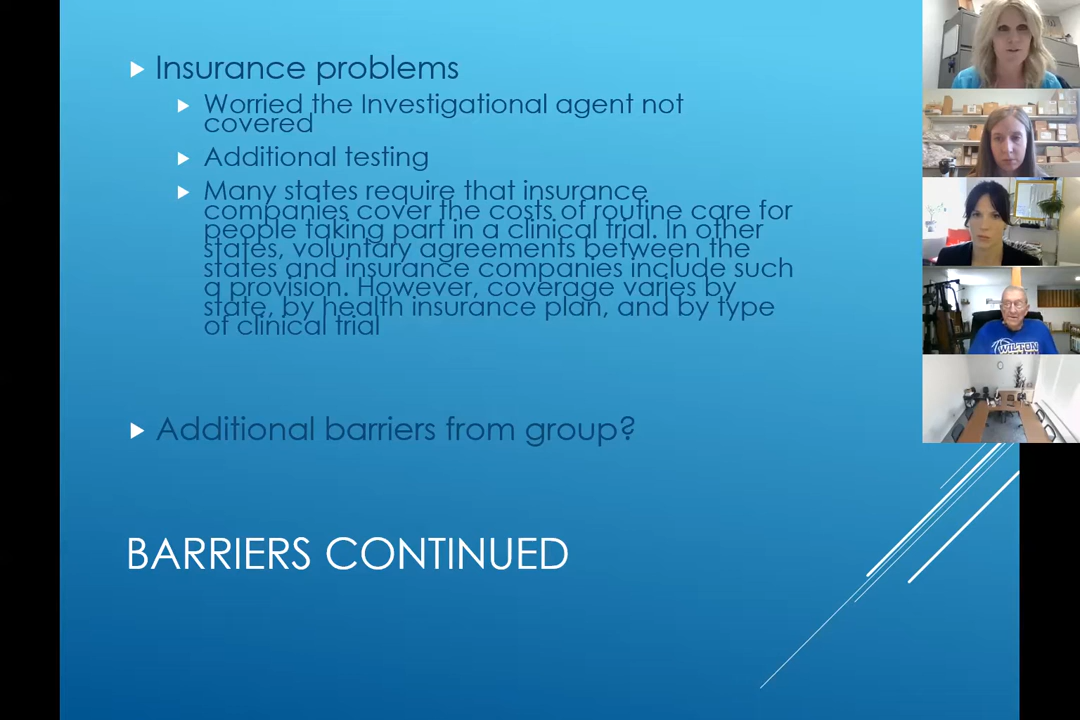 Insurance problems
Worried the Investigational agent not
covered
Additional testing
Many states require that insurance
companies cover the costs of routine care for
people taking part in a clinical trial. In other
states, voluntary agreements between the
states and insurance companies include such
a provision. However, coverage varies by
state, by health insurance plan, and by type
of clinical trial
Additional barriers from group?
BARRIERS CONTINUED
WILTON